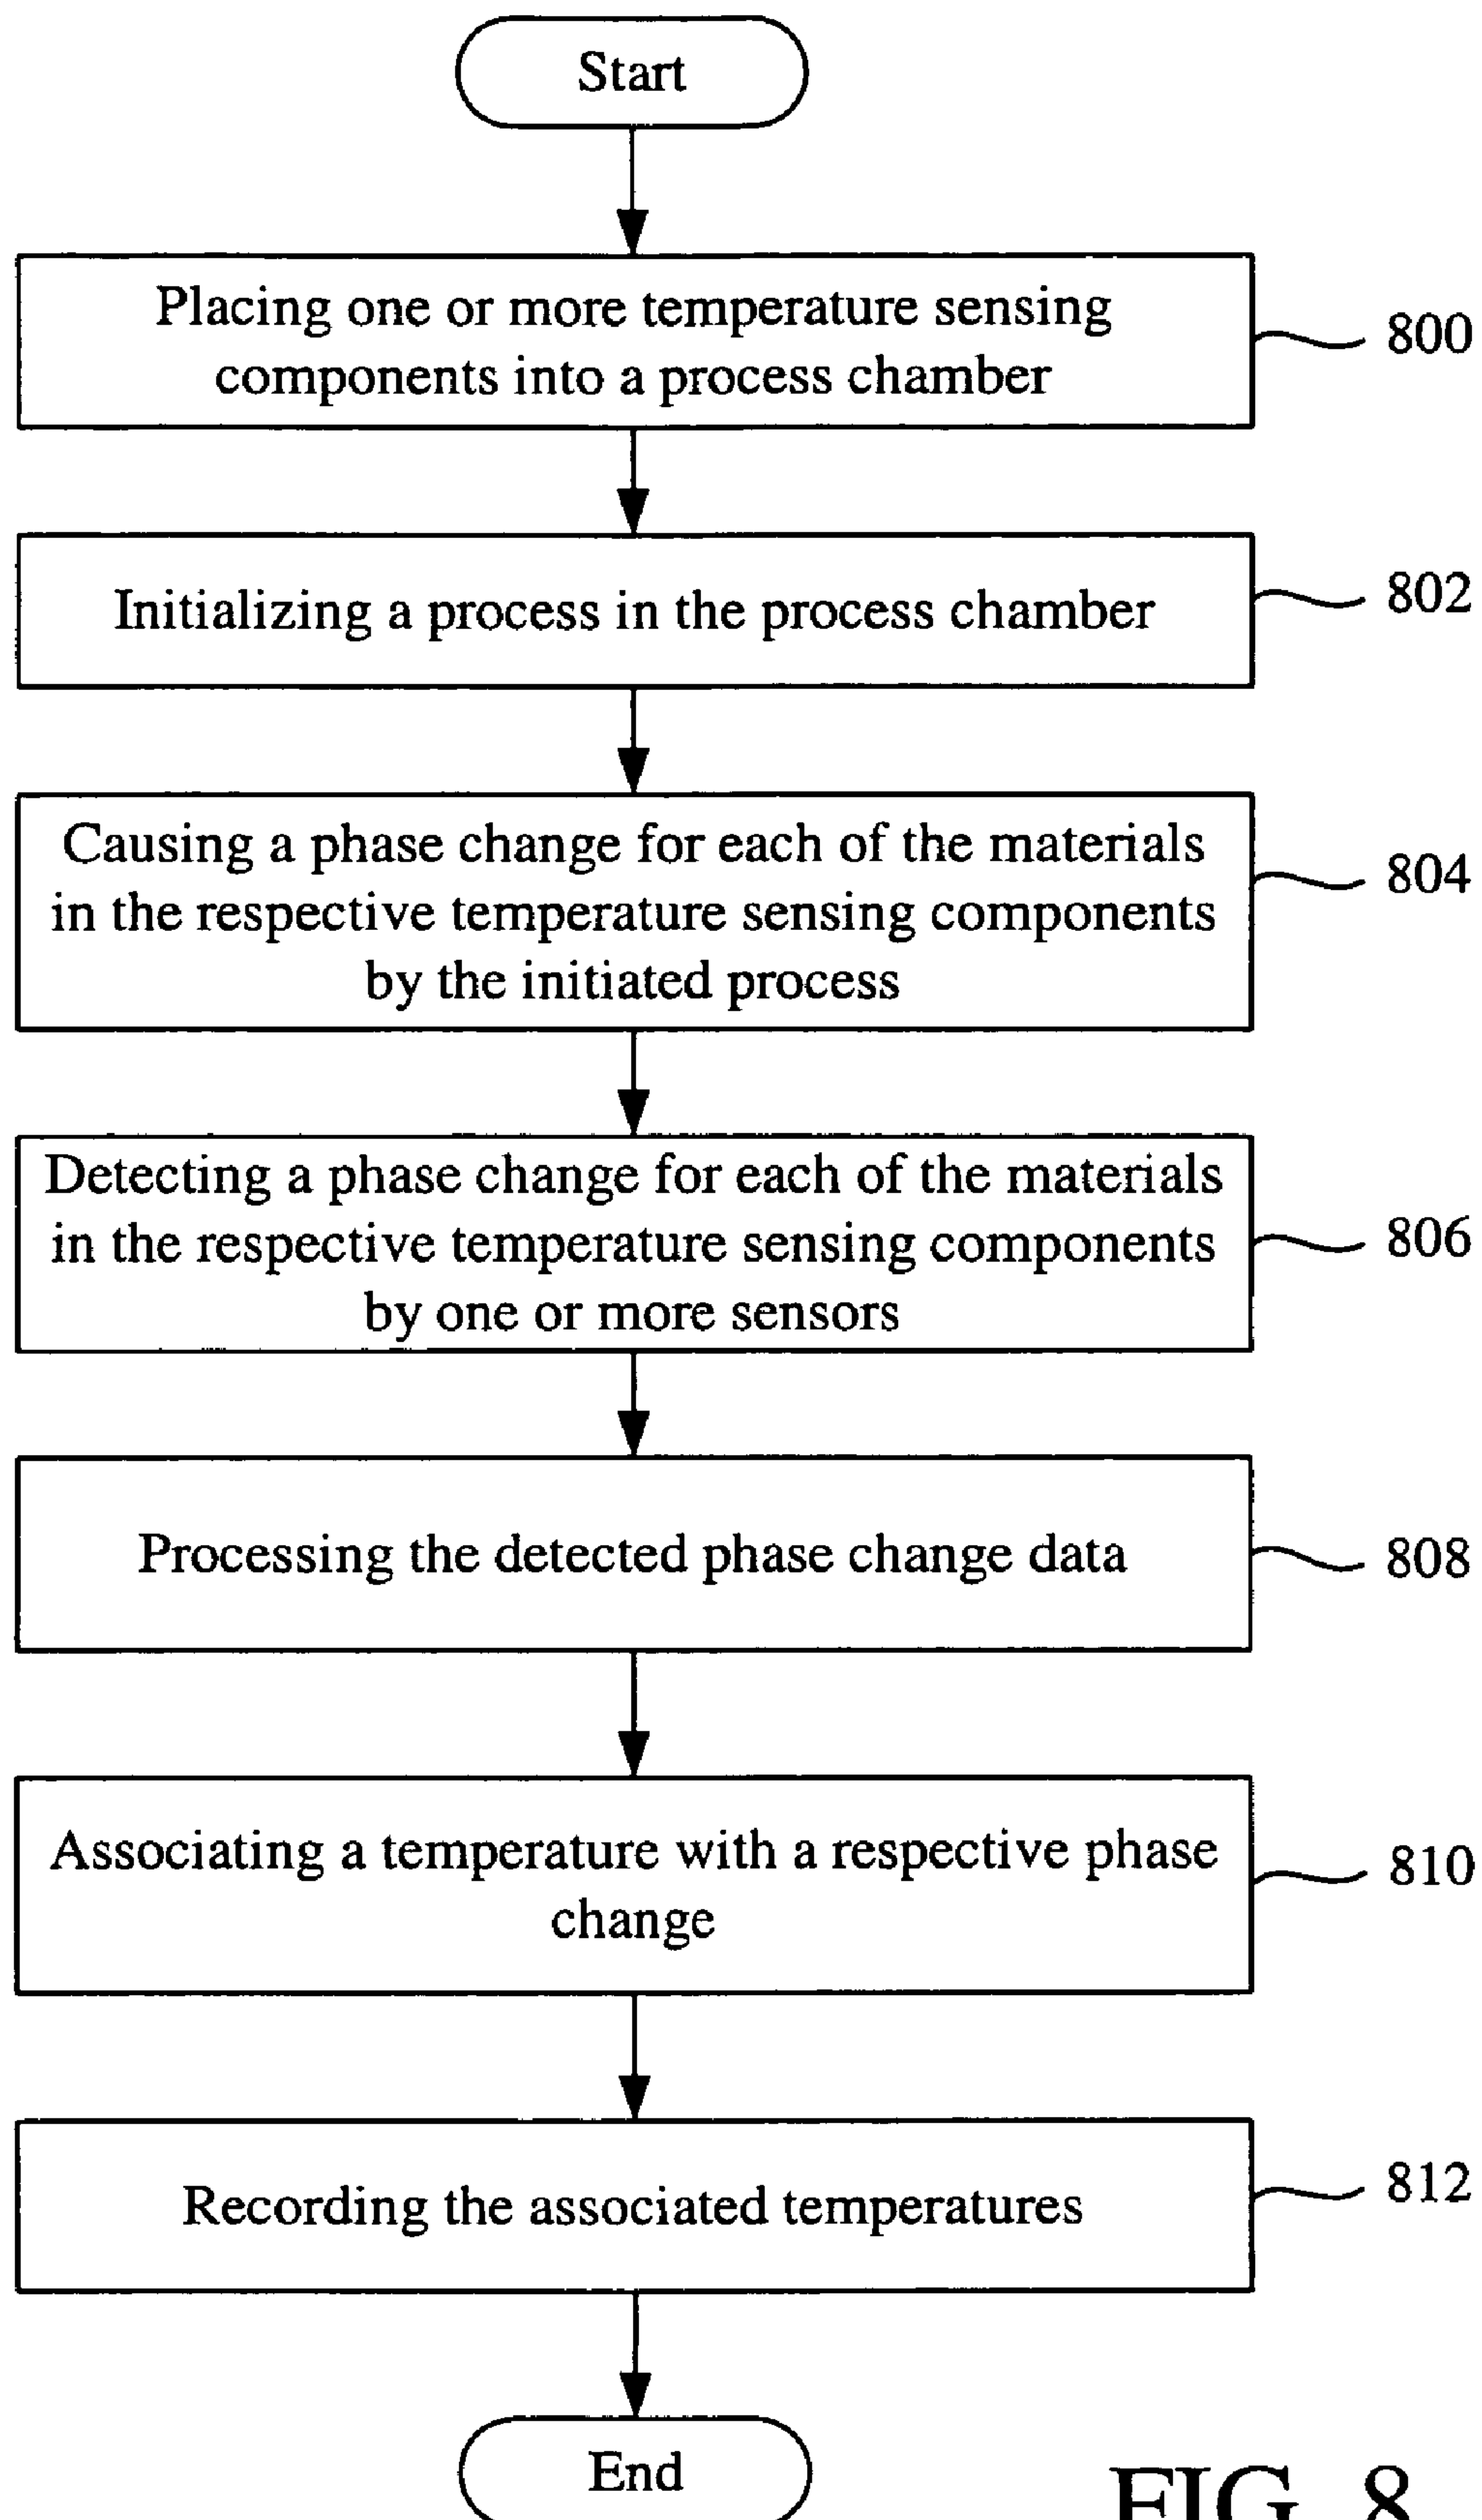 Start
Placing one or more temperature sensing
components into a process chamber
800
Initializing a process in the process chamber
802
Causing a phase change for each of the materials
in the respective temperature sensing components
by the initiated process
804
Detecting a phase change for each of the materials
in the respective temperature sensing components
by one or more sensors
806
Processing the detected phase change data
808
Associating a temperature with a respective phase
change
810
Recording the associated temperatures
812
End
FIG. 8